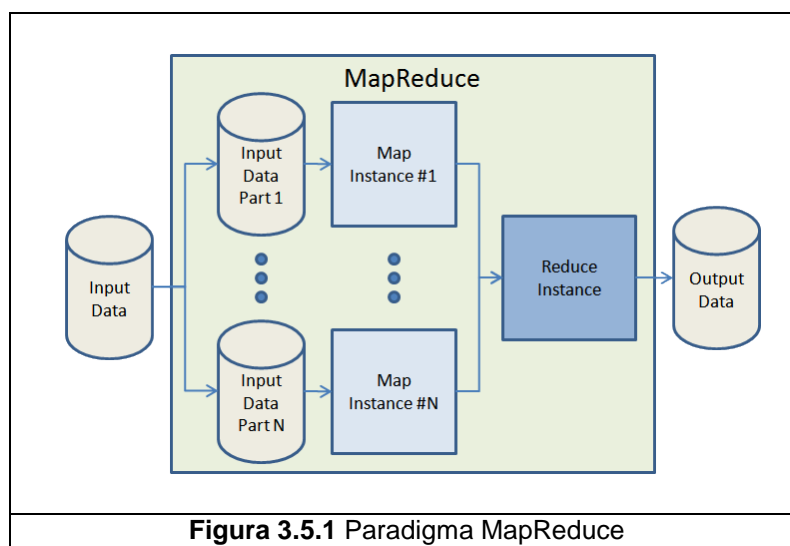 MapReduce
Input
Data
Part 1
Map
Instance #1
Input
Data
Reduce
Instance
Output
Data
Input
Data
Part N
Map
Instance #N
Figura 3.5.1 Paradigma MapReduce